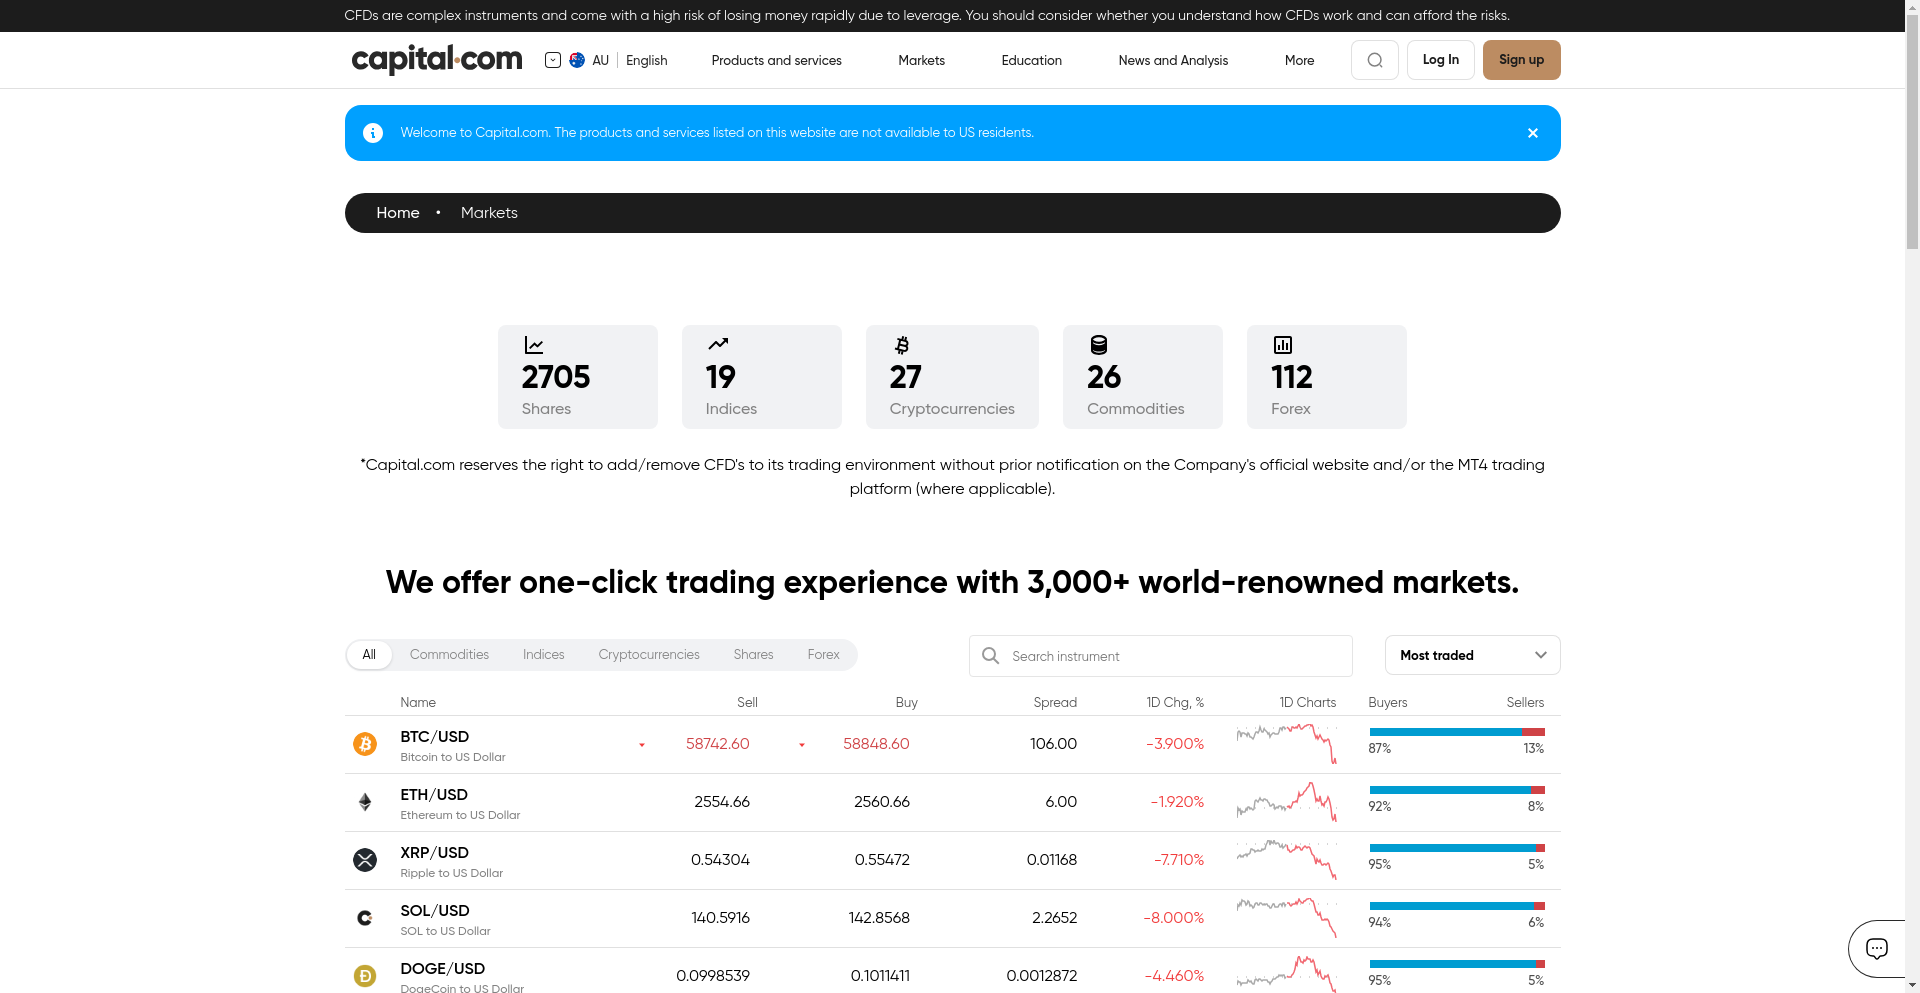 CFDs are complex instruments and come with a high risk of losing money rapidly due to leverage. You should consider whether you understand how CFDs work and can afford the risks.
capital.com AU English Products and services Markets Education News and Analysis More Log In Sign up
Welcome to Capital.com. The products and services listed on this website are not available to US residents.
Home • Markets
2705 19 27 26 112
Shares Indices Cryptocurrencies Commodities Forex
*Capital.com reserves the right to add/remove CFD's to its trading environment without prior notification on the Company's official website and/or the MT4 trading
platform (where applicable).
We offer one-click trading experience with 3,000+ world-renowned markets.
All Commodities Indices Cryptocurrencies Shares Forex Search instrument Most traded
Name Sell Buy Spread 1D Chg, % 1D Charts Buyers Sellers
BTC/USD 58742.60 58848.60 106.00 -3.900% 87% 13%
Bitcoin to US Dollar
ETH/USD 2554.66 2560.66 6.00 -1.920% 92% 8%
Ethereum to US Dollar
XRP/USD 0.54304 0.55472 0.01168 -7.710% 95% 5%
Ripple to US Dollar
SOL/USD 140.5916 142.8568 2.2652 -8.000% 94% 6%
SOL to US Dollar
DOGE/USD 0.0998539 0.1011411 0.0012872 -4.460% 95% 5%
DogeCoin to US Dollar